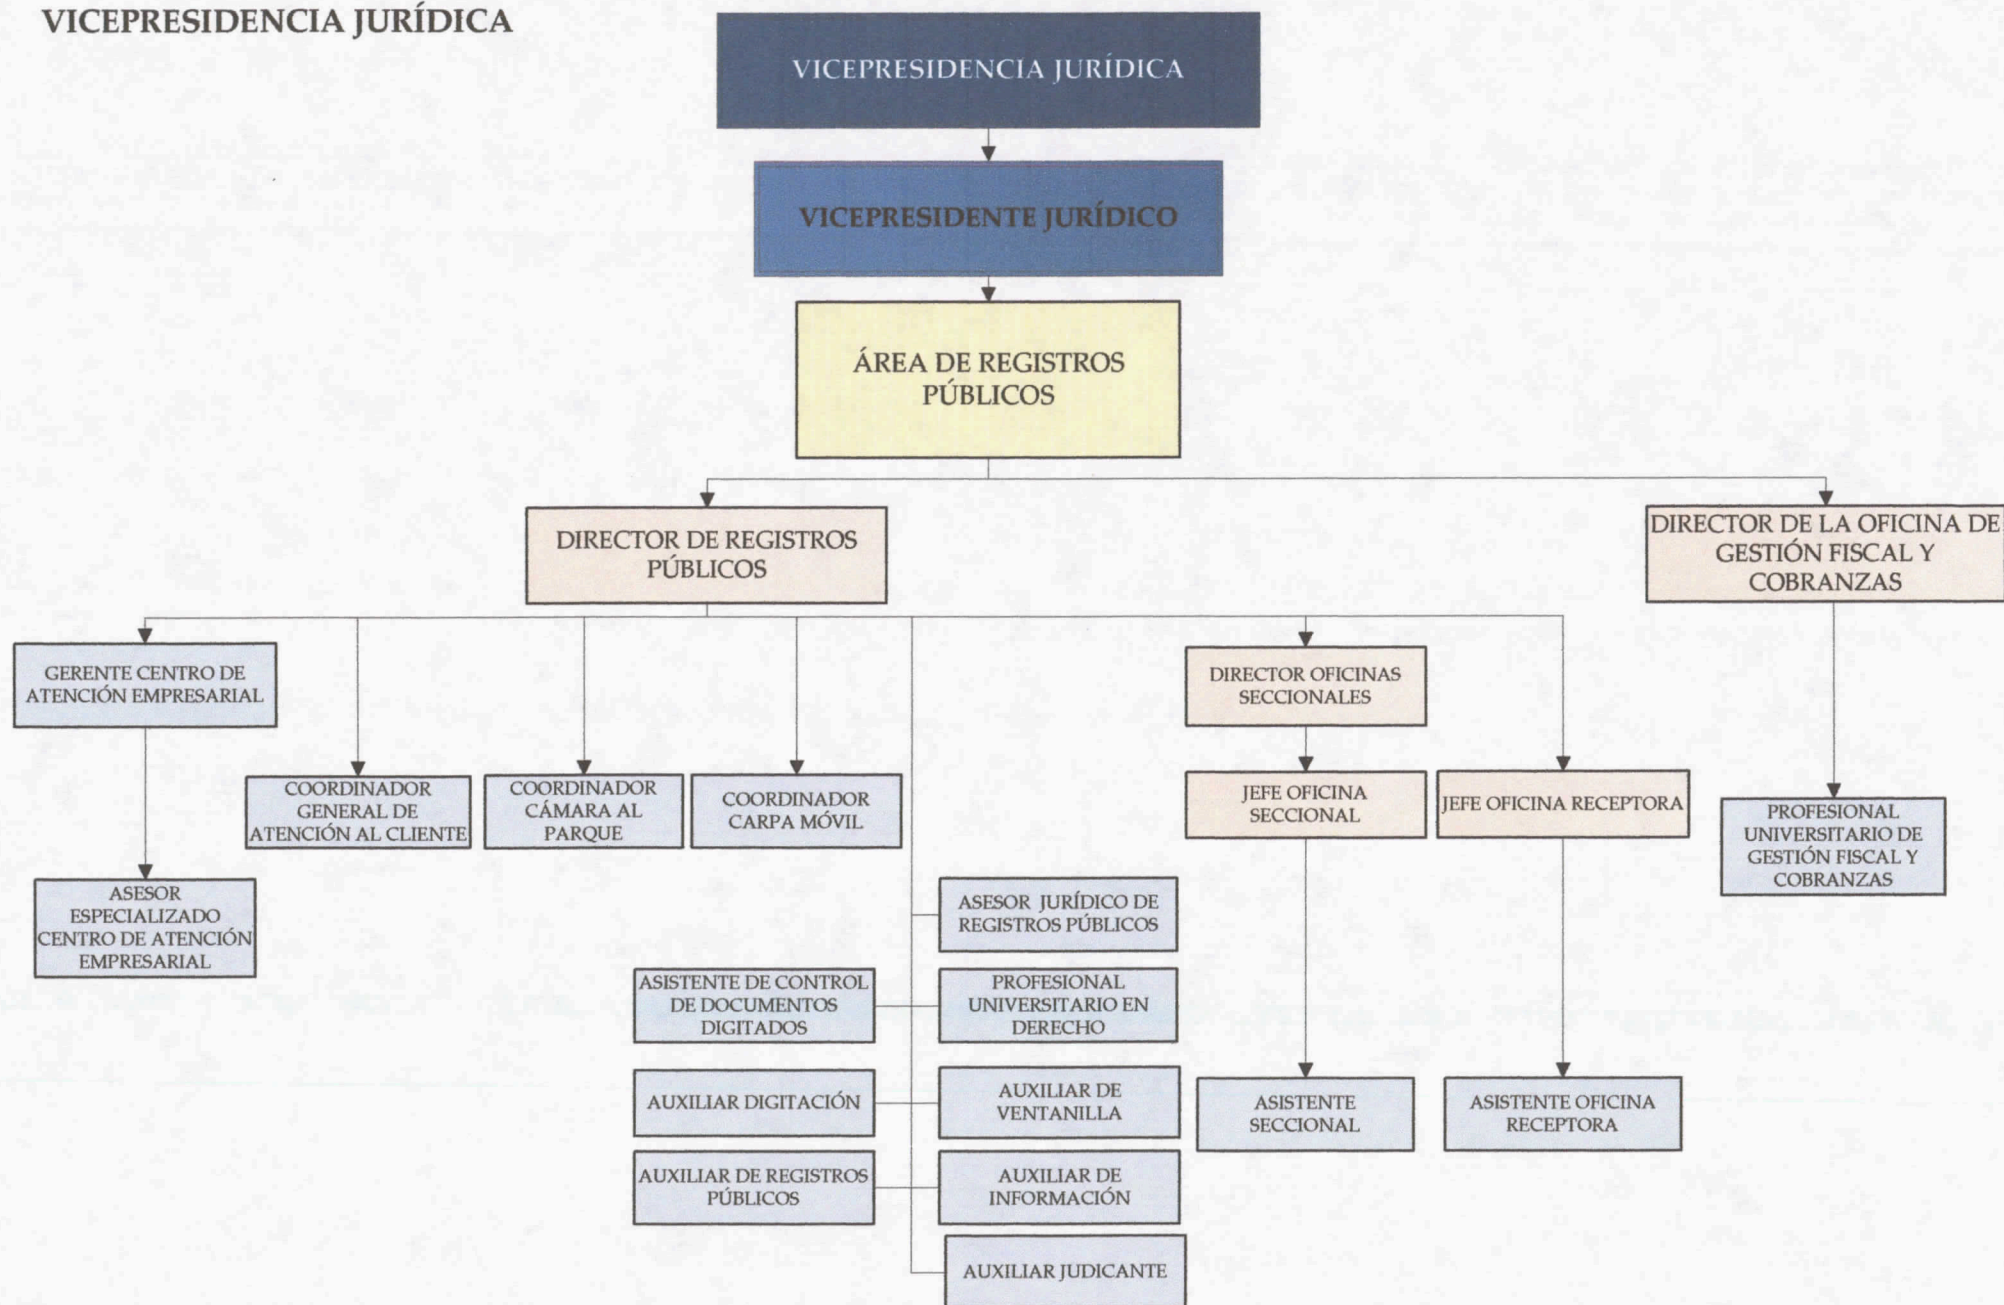 VICEPRESIDENCIA JURÍDICA
VICEPRESIDENCIA JURÍDICA
VICEPRESIDENTE JURÍDICO
ÁREA DE REGISTROS
PÚBLICOS
DIRECTOR DE REGISTROS
PÚBLICOS
DIRECTOR DE LA OFICINA DE
GESTIÓN FISCAL Y
COBRANZAS
GERENTE CENTRO DE
ATENCIÓN EMPRESARIAL
DIRECTOR OFICINAS
SECCIONALES
COORDINADOR
GENERAL DE
ATENCIÓN AL CLIENTE
COORDINADOR
CÁMARA AL
PARQUE
COORDINADOR
CARPA MÓVIL
JEFE OFICINA
SECCIONAL
JEFE OFICINA RECEPTORA
PROFESIONAL
UNIVERSITARIO DE
GESTIÓN FISCAL Y
COBRANZAS
ASESOR
ESPECIALIZADO
CENTRO DE ATENCIÓN
EMPRESARIAL
ASESOR JURÍDICO DE
REGISTROS PÚBLICOS
ASISTENTE DE CONTROL
DE DOCUMENTOS
DIGITADOS
PROFESIONAL
UNIVERSITARIO EN
DERECHO
AUXILIAR DIGITACIÓN
AUXILIAR DE
VENTANILLA
ASISTENTE
SECCIONAL
ASISTENTE OFICINA
RECEPTORA
AUXILIAR DE REGISTROS
PÚBLICOS
AUXILIAR DE
INFORMACIÓN
AUXILIAR JUDICANTE